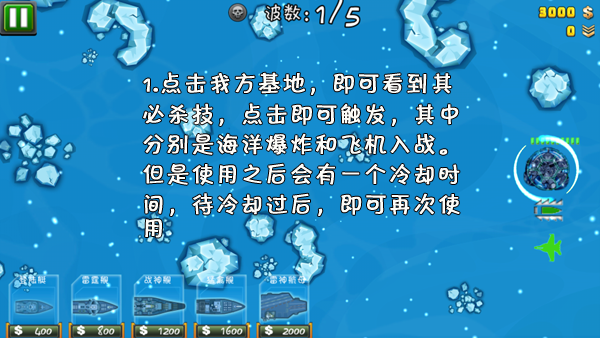 波数:1/5
3000 $
0
1.点击我方基地，即可看到其
必杀技，点击即可触发，其中
分别是海洋爆炸和飞机入战。
但是使用之后会有一个冷却时
间，待冷却过后，即可再次使
用
雷霆舰 战神舰 雷神航母
$ 400 $ 800 $ 1200 $ 1600 $ 2000